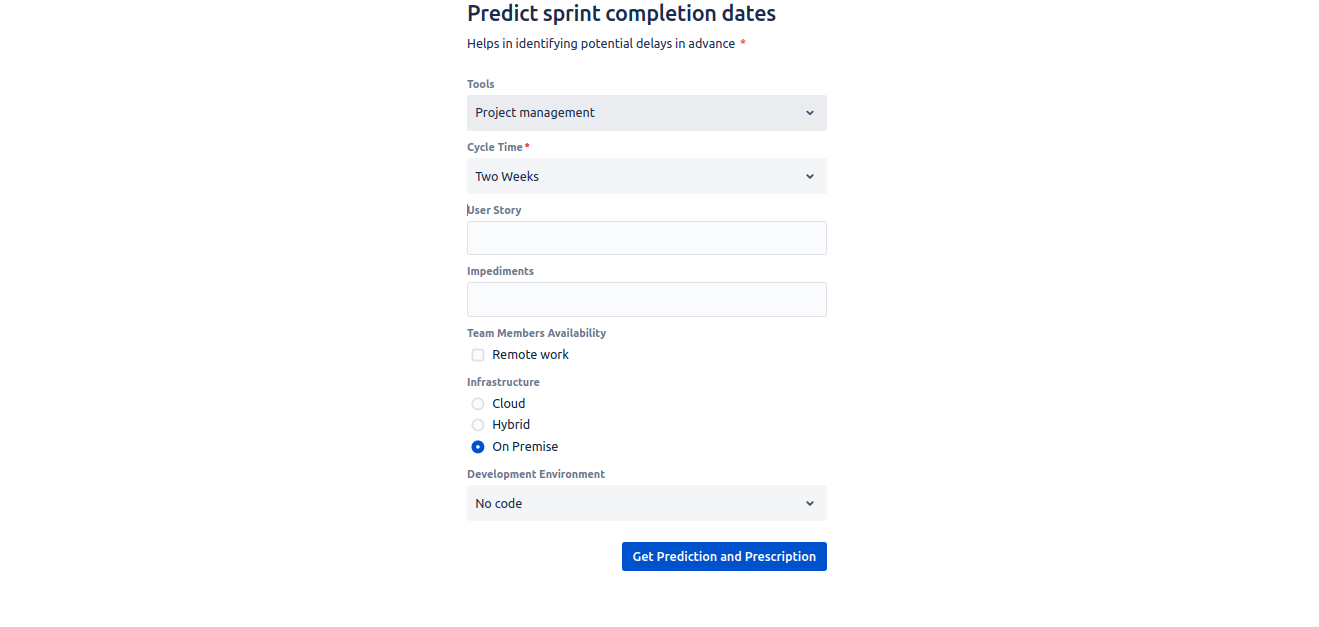 Predict sprint completion dates
Helps in identifying potential delays in advance *
Tools
Project management
Cycle Time*
Two Weeks
User Story
Impediments
Team Members Availability
Remote work
Infrastructure
Cloud
Hybrid
On Premise
Development Environment
No code
Get Prediction and Prescription